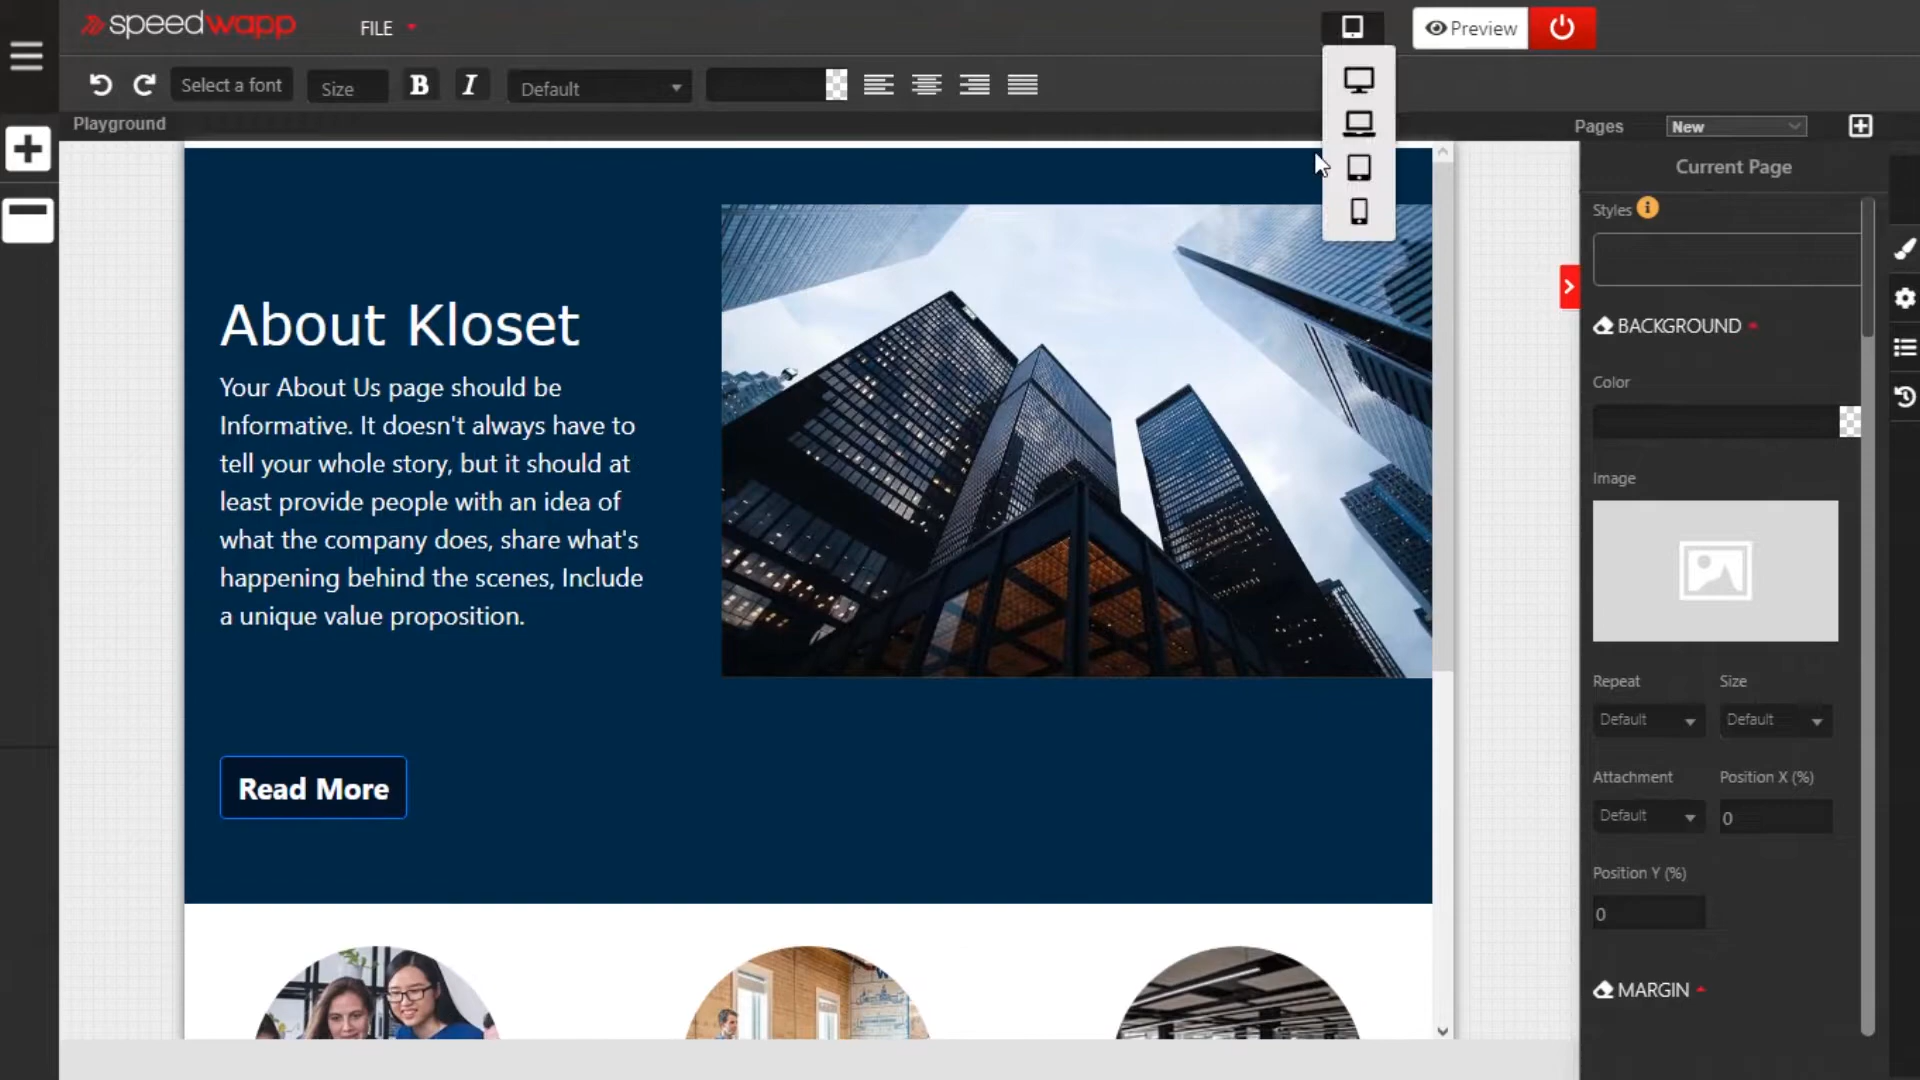 speedwapp
FILE
Preview
Select a font
Size
B
I
Default
Playground
Pages
New
Current Page
Styles
i
BACKGROUND
Color
Image
Repeat
Size
Default
Default
Attachment
Position X (%)
Default
0
Position Y (%)
0
MARGIN
About Kloset
Your About Us page should be
Informative. It doesn't always have to
tell your whole story, but it should at
least provide people with an idea of
what the company does, share what's
happening behind the scenes, Include
a unique value proposition.
Read More